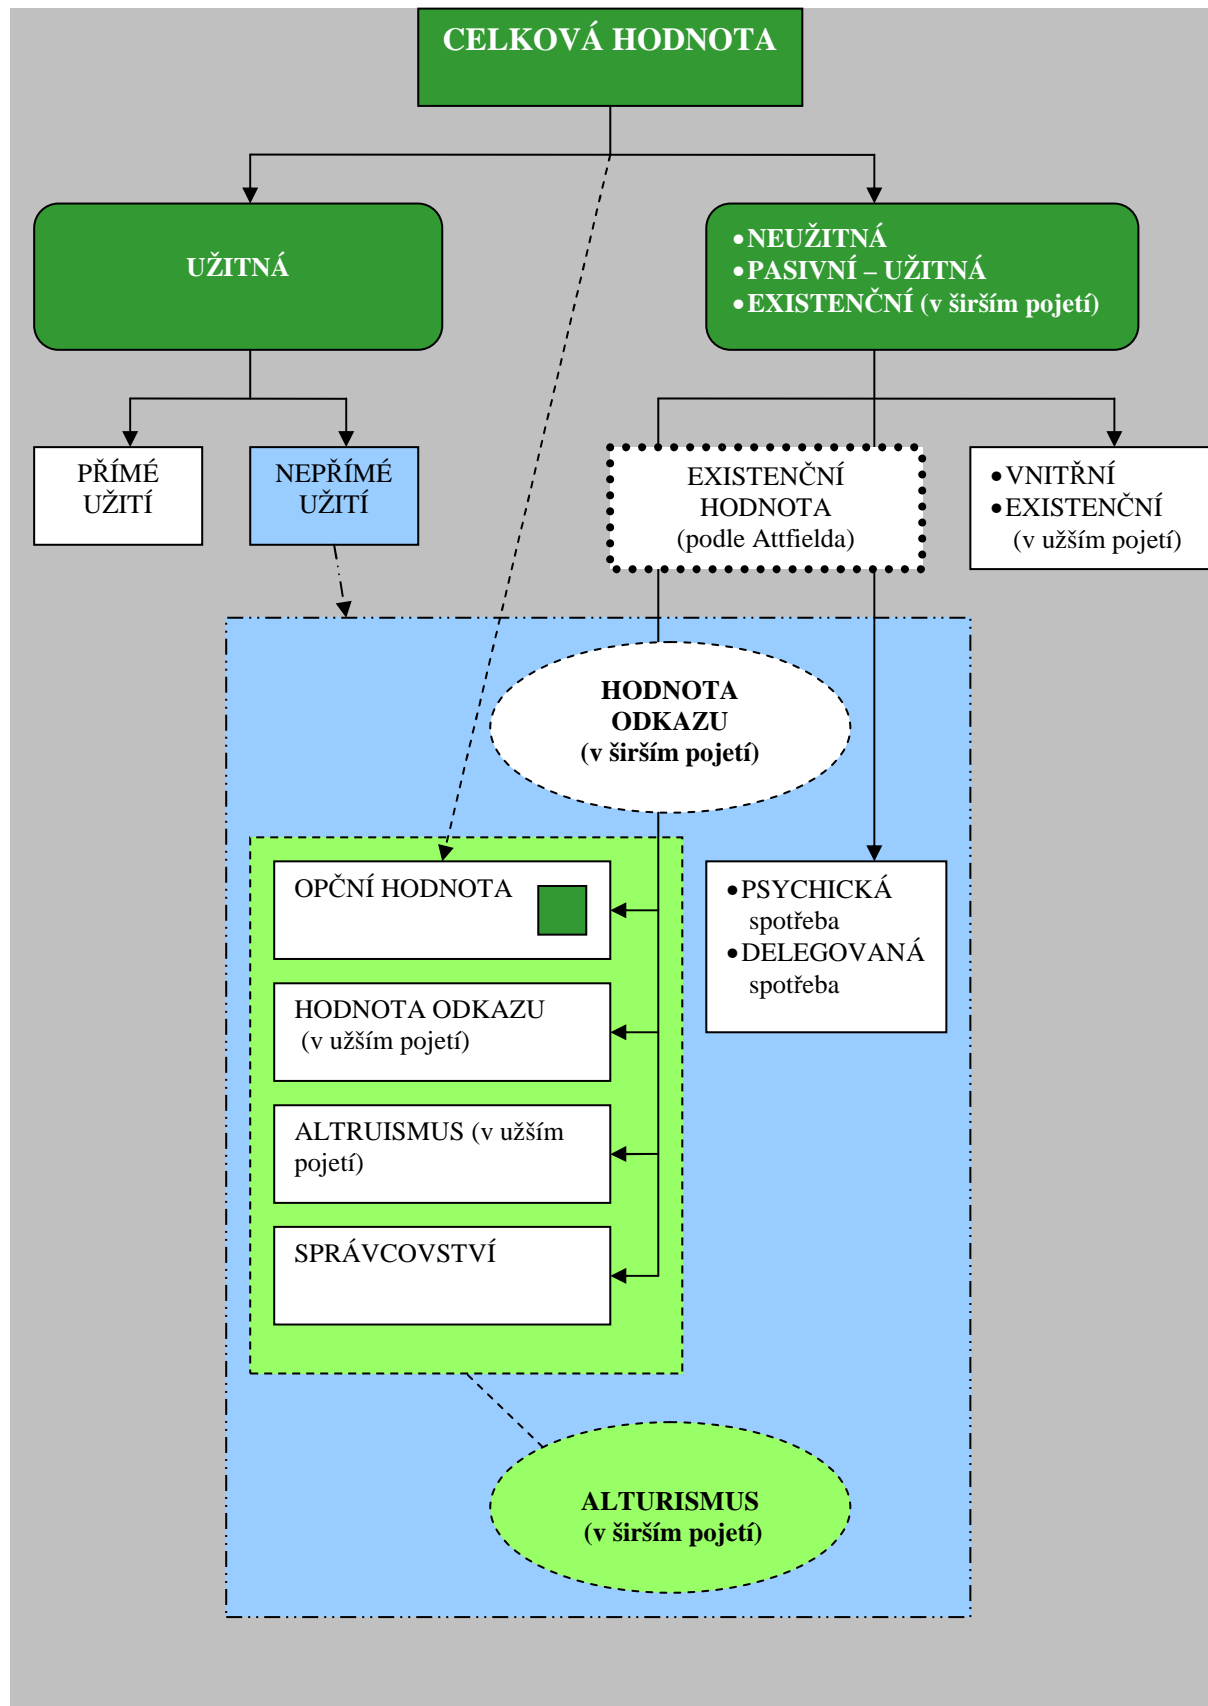 CELKOVÁ HODNOTA
UŽITNÁ
•NEUŽITNÁ
•PASIVNÍ – UŽITNÁ
•EXISTENČNÍ (v širším pojetí)
PŘÍMÉ
UŽITÍ
NEPŘÍMÉ
UŽITÍ
EXISTENČNÍ
HODNOTA
(podle Attfielda)
•VNITŘNÍ
•EXISTENČNÍ
(v užším pojetí)
HODNOTA
ODKAZU
(v širším pojetí)
OPČNÍ HODNOTA
HODNOTA ODKAZU
(v užším pojetí)
ALTRUISMUS (v užším
pojetí)
SPRÁVCOVSTVÍ
•PSYCHICKÁ
spotřeba
•DELEGOVANÁ
spotřeba
ALTURISMUS
(v širším pojetí)